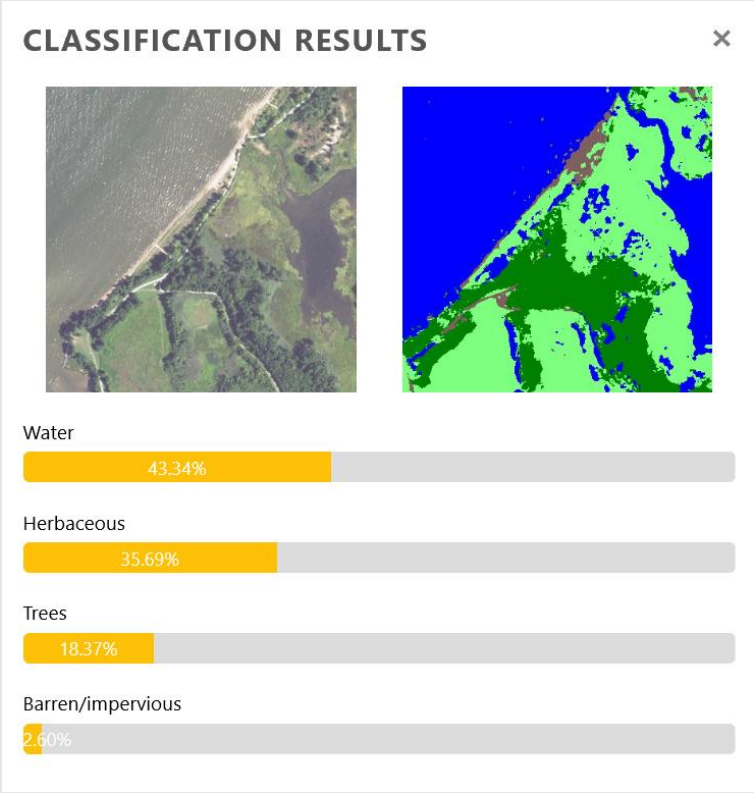 CLASSIFICATION RESULTS
Water
43.34%
Herbaceous
35.69%
Trees
18.37%
Barren/impervious
2.60%